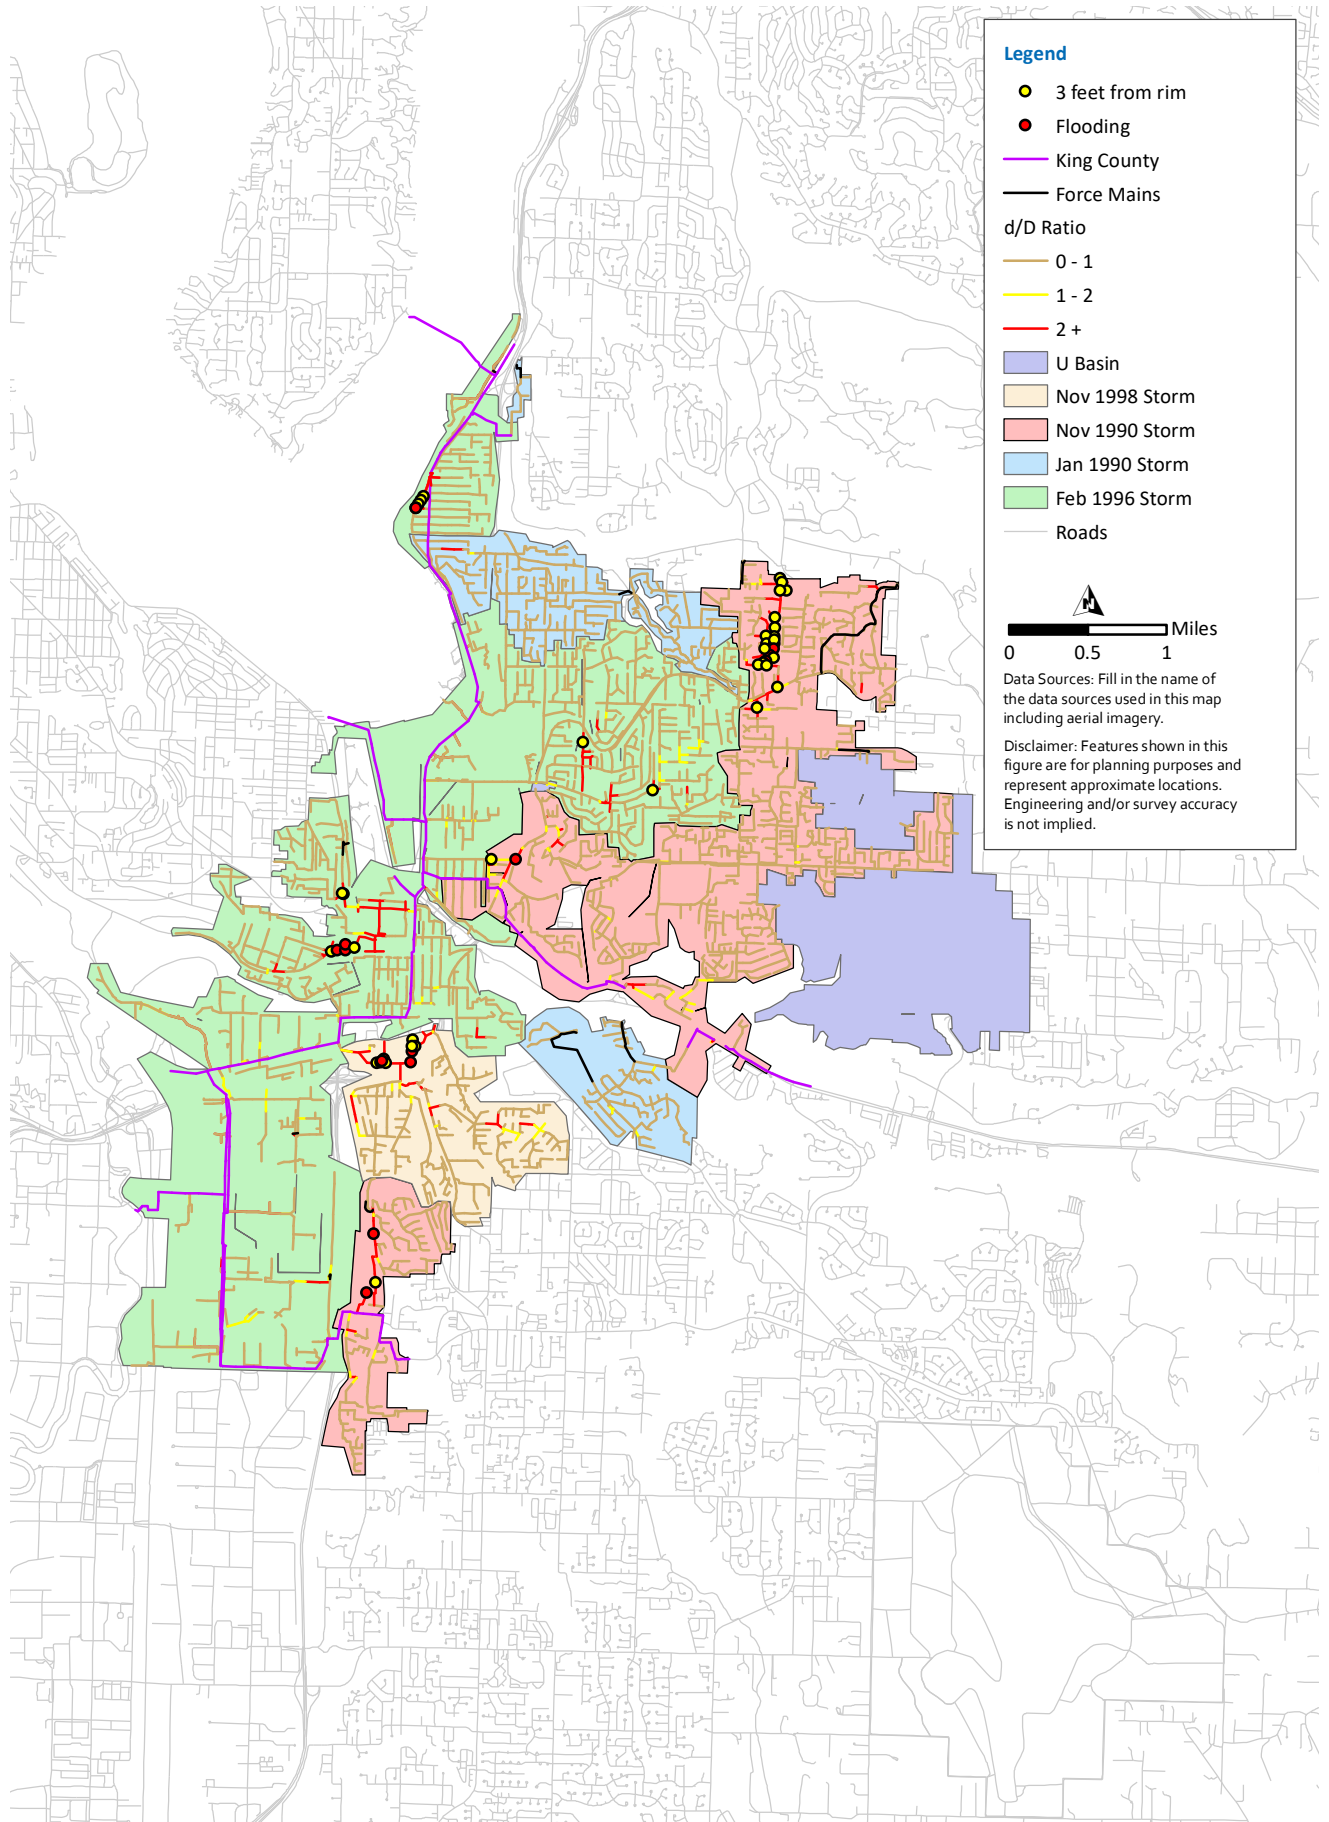 Legend
3 feet from rim
Flooding
King County
Force Mains
d/D Ratio
0 - 1
1 - 2
2 +
U Basin
Nov 1998 Storm
Nov 1990 Storm
Jan 1990 Storm
Feb 1996 Storm
Roads
N
Miles
0 0.5 1
Data Sources: Fill in the name of
the data sources used in this map
including aerial imagery.
Disclaimer: Features shown in this
figure are for planning purposes and
represent approximate locations.
Engineering and/or survey accuracy
is not implied.